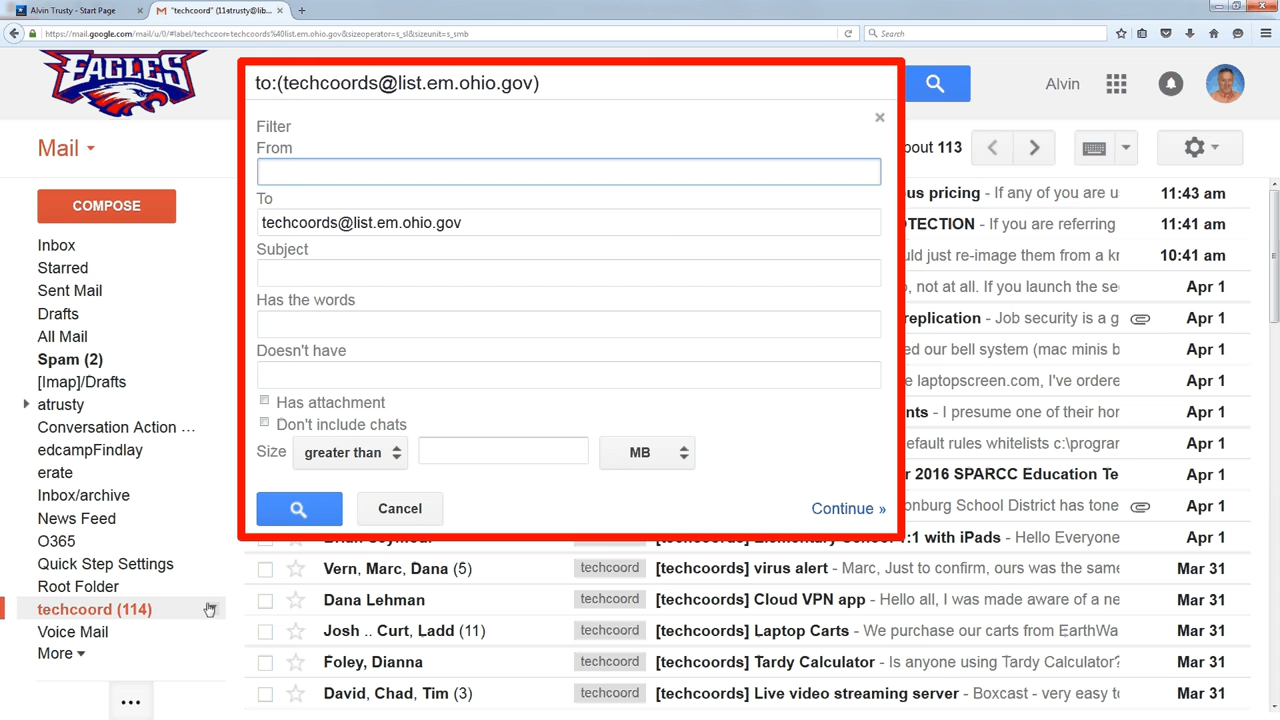 Alvin Trusty - Start Page
"techcoord" (114) - 
https://mail.google.com/mail/u/0/#label/techcoor=techcoords%40list.em.ohio.gov&sizeoperator=s_sl&sizeunit=s_smb
Search
EAGLES
to:(techcoords@list.em.ohio.gov)
Alvin
Mail
Filter
From
bout 113
COMPOSE
us pricing - If any of you are u
11:43 am
To
techcoords@list.em.ohio.gov
TECTION - If you are referring
11:41 am
Inbox
Subject
uld just re-image them from a kr
10:41 am
Starred
Sent Mail
o, not at all. If you launch the se
Apr 1
Has the words
Drafts
replication - Job security is a g
Apr 1
All Mail
Doesn't have
ed our bell system (mac minis b
Apr 1
Spam (2)
[Imap]/Drafts
e laptopscreen.com, I've ordere
Apr 1
atrusty
Has attachment
nts - I presume one of their hor
Apr 1
Conversation Action …
Don't include chats
edcampFindlay
Size
greater than
MB
efault rules whitelists c:\progran
Apr 1
erate
r 2016 SPARCC Education Te
Apr 1
Inbox/archive
Cancel
Continue »
onburg School District has tone
Apr 1
News Feed
O365
1:1 with iPads - Hello Everyone
Apr 1
Quick Step Settings
Vern, Marc, Dana (5)
techcoord
[techcoords] virus alert - Marc, Just to confirm, ours was the same
Mar 31
Root Folder
techcoord (114)
Dana Lehman
techcoord
[techcoords] Cloud VPN app - Hello all, I was made aware of a ne
Mar 31
Voice Mail
Josh .. Curt, Ladd (11)
techcoord
[techcoords] Laptop Carts - We purchase our carts from EarthWa
Mar 31
More
Foley, Dianna
techcoord
[techcoords] Tardy Calculator - Is anyone using Tardy Calculator?
Mar 31
David, Chad, Tim (3)
techcoord
[techcoords] Live video streaming server - Boxcast - very easy to
Mar 31